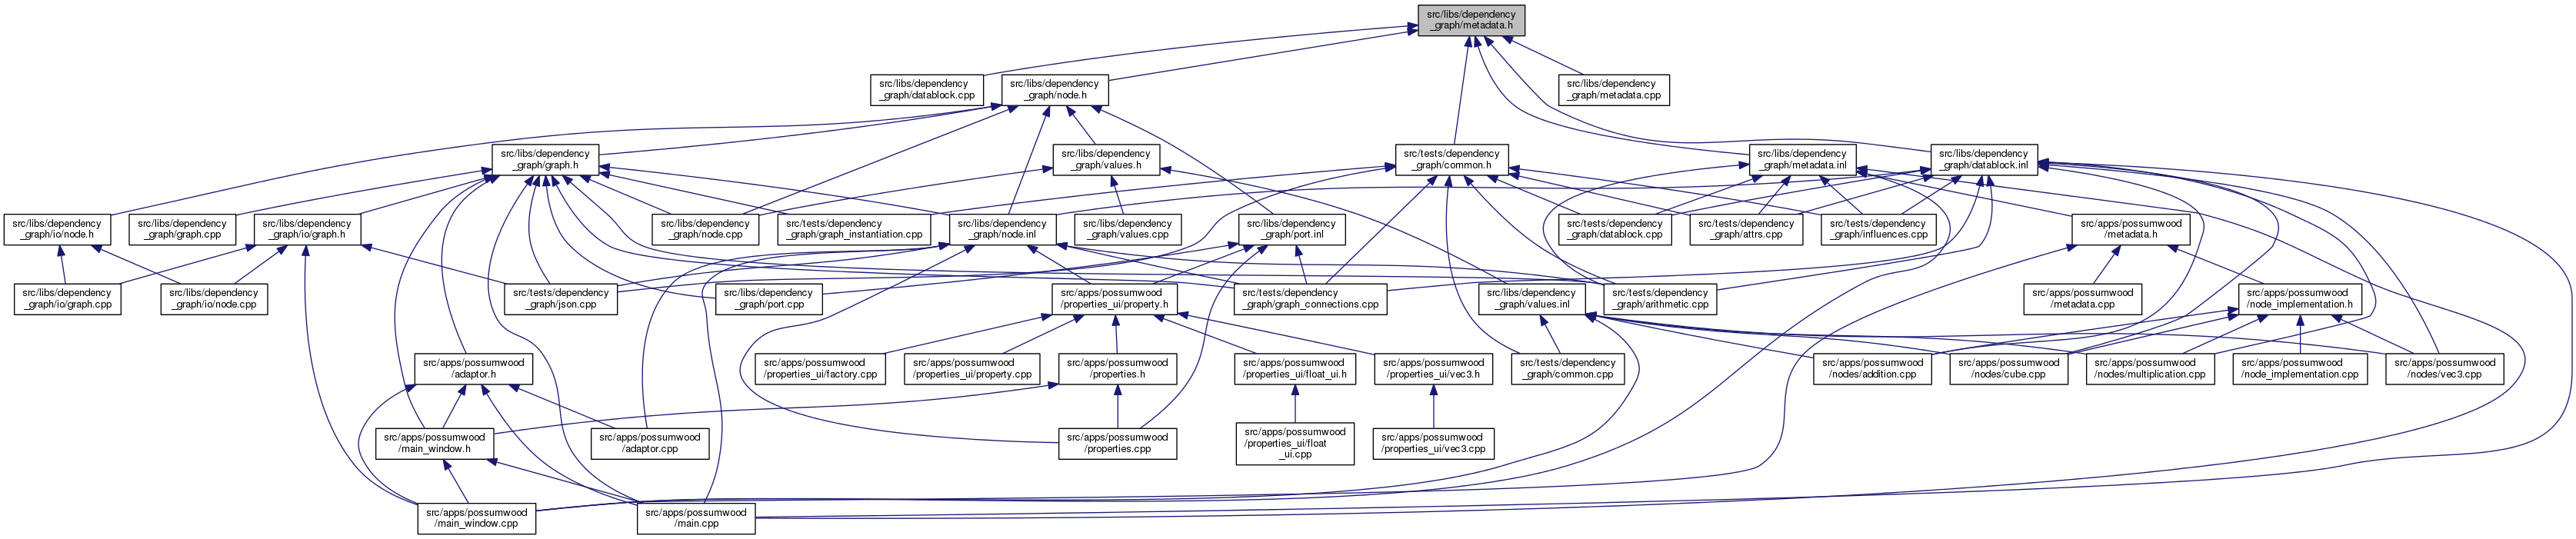 src/libs/dependency
_graph/metadata.h
src/libs/dependency
_graph/datablock.cpp
src/libs/dependency
_graph/node.h
src/libs/dependency
_graph/metadata.cpp
src/libs/dependency
_graph/graph.h
src/libs/dependency
_graph/values.h
src/tests/dependency
_graph/common.h
src/libs/dependency
_graph/metadata.inl
src/libs/dependency
_graph/datablock.inl
src/libs/dependency
_graph/io/node.h
src/libs/dependency
_graph/graph.cpp
src/libs/dependency
_graph/io/graph.h
src/libs/dependency
_graph/node.cpp
src/tests/dependency
_graph/graph_instantiation.cpp
src/libs/dependency
_graph/node.inl
src/libs/dependency
_graph/values.cpp
src/libs/dependency
_graph/port.inl
src/tests/dependency
_graph/datablock.cpp
src/tests/dependency
_graph/attrs.cpp
src/tests/dependency
_graph/influences.cpp
src/apps/possumwood
/metadata.h
src/libs/dependency
_graph/io/graph.cpp
src/libs/dependency
_graph/io/node.cpp
src/tests/dependency
_graph/json.cpp
src/libs/dependency
_graph/port.cpp
src/apps/possumwood
/properties_ui/property.h
src/tests/dependency
_graph/graph_connections.cpp
src/libs/dependency
_graph/values.inl
src/tests/dependency
_graph/arithmetic.cpp
src/apps/possumwood
/metadata.cpp
src/apps/possumwood
/node_implementation.h
src/apps/possumwood
/adaptor.h
src/apps/possumwood
/properties_ui/factory.cpp
src/apps/possumwood
/properties_ui/property.cpp
src/apps/possumwood
/properties.h
src/apps/possumwood
/properties_ui/float_ui.h
src/apps/possumwood
/properties_ui/vec3.h
src/tests/dependency
_graph/common.cpp
src/apps/possumwood
/nodes/addition.cpp
src/apps/possumwood
/nodes/cube.cpp
src/apps/possumwood
/nodes/multiplication.cpp
src/apps/possumwood
/node_implementation.cpp
src/apps/possumwood
/nodes/vec3.cpp
src/apps/possumwood
/main_window.h
src/apps/possumwood
/adaptor.cpp
src/apps/possumwood
/properties.cpp
src/apps/possumwood
/properties_ui/float
_ui.cpp
src/apps/possumwood
/properties_ui/vec3.cpp
src/apps/possumwood
/main_window.cpp
src/apps/possumwood
/main.cpp